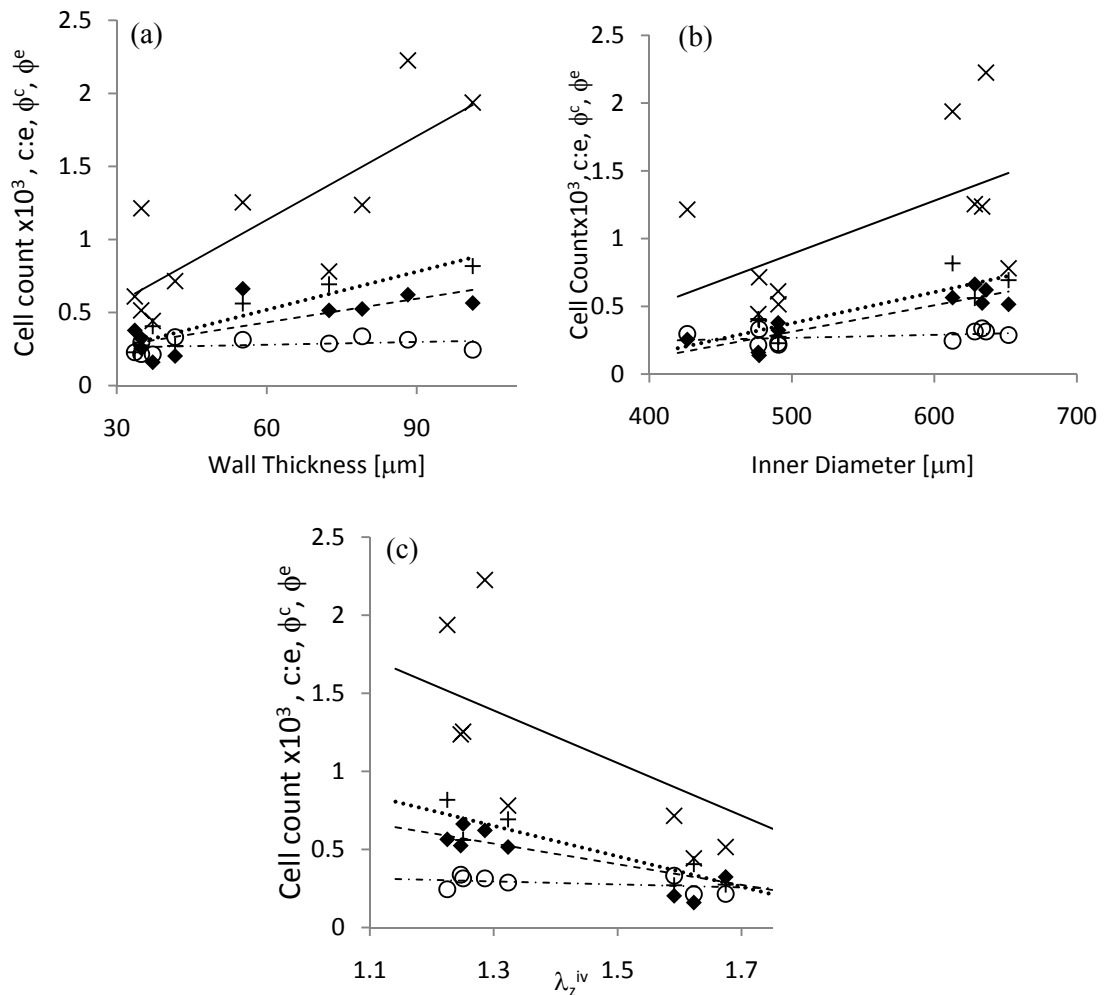 (a)
Cell count x10³ , c:e, ϕᶜ, ϕᵉ
2.5
2
1.5
1
0.5
0
30 60 90
Wall Thickness [μm]
(b)
Cell Countx10³, c:e, ϕᶜ, ϕᵉ
2.5
2
1.5
1
0.5
0
400 500 600 700
Inner Diameter [μm]
(c)
Cell count x10³ , c:e, ϕᶜ, ϕᵉ
2.5
2
1.5
1
0.5
0
1.1 1.3 1.5 1.7
λ_z^iv